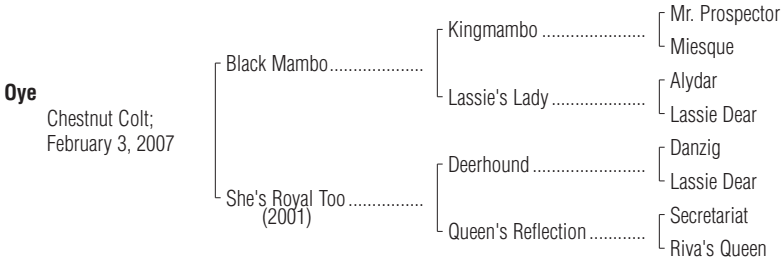 Oye
Chestnut Colt;
February 3, 2007
Black Mambo....................
She's Royal Too ................
(2001)
Kingmambo ......................
Lassie's Lady ....................
Deerhound ........................
Queen's Reflection............
Mr. Prospector
Miesque
Alydar
Lassie Dear
Danzig
Lassie Dear
Secretariat
Riva's Queen